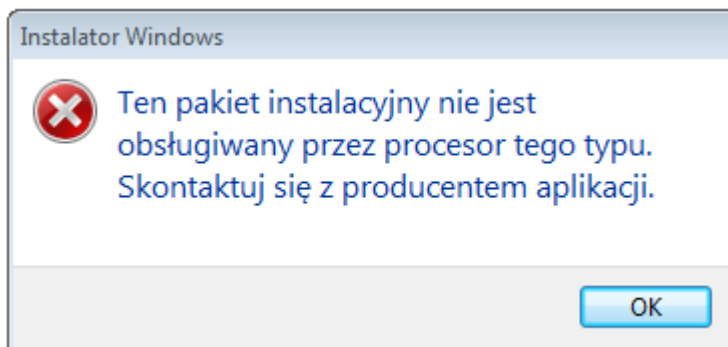 Instalator Windows
Ten pakiet instalacyjny nie jest
obsługiwany przez procesor tego typu.
Skontaktuj się z producentem aplikacji.
OK